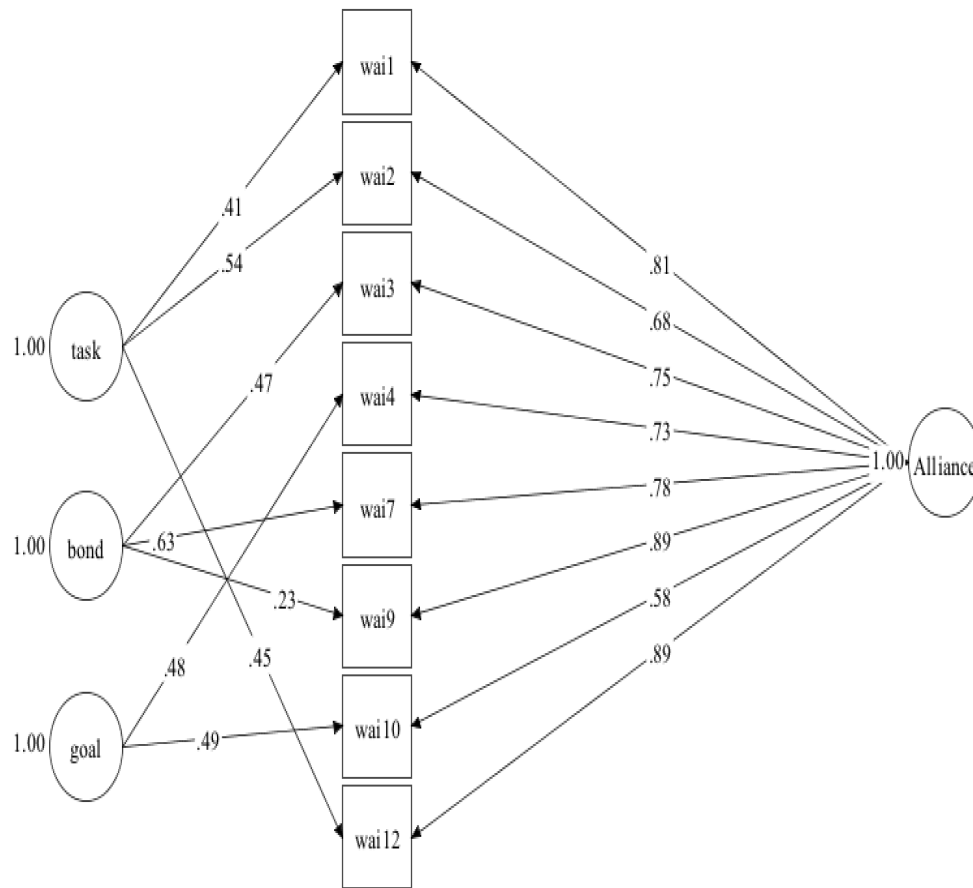 wai1
wai2
.41
.54
.81
wai3
.68
1.00 task
.47
.75
wai4
.73
1.00 Alliance
wai7
.78
1.00 bond
.63
.89
.23
wai9
.58
.48
.45
.89
wai10
1.00 goal
.49
wai12